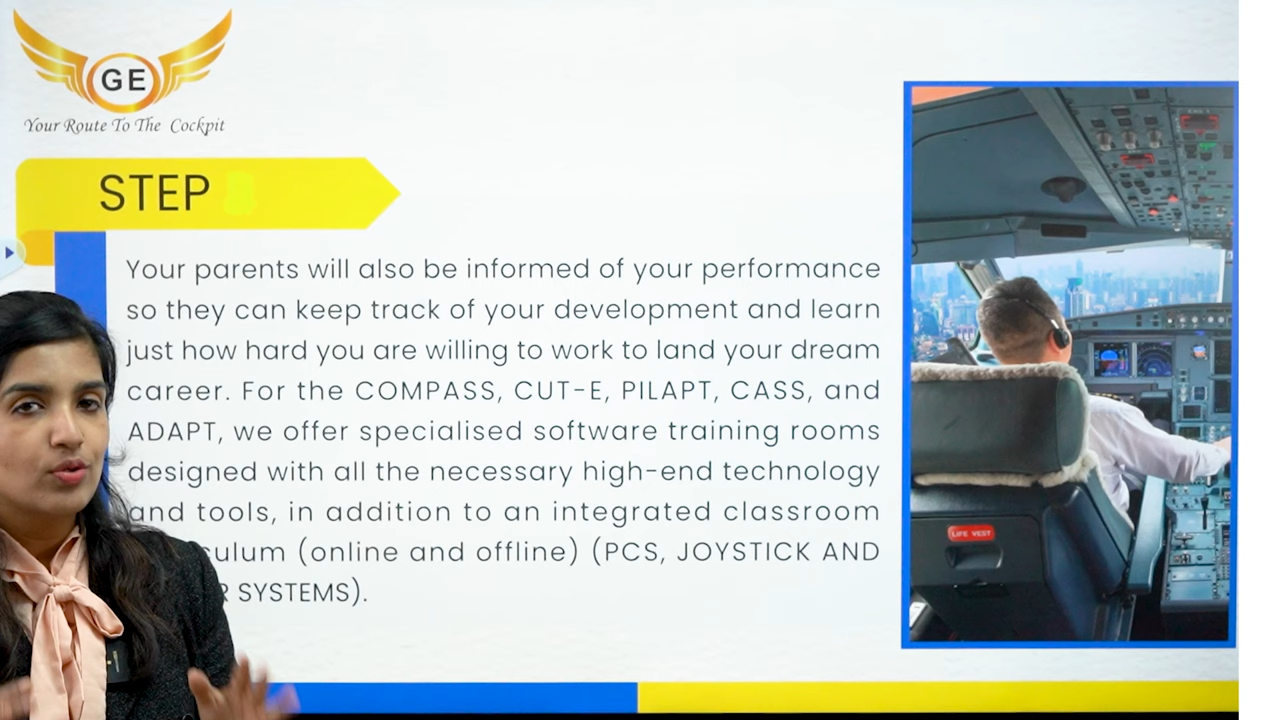 GE
Your Route To The Cockpit
STEP
Your parents will also be informed of your performance
so they can keep track of your development and learn
just how hard you are willing to work to land your dream
career. For the COMPASS, CUT-E, PILAPT, CASS, and
ADAPT, we offer specialised software training rooms
designed with all the necessary high-end technology
and tools, in addition to an integrated classroom
(online and offline) (PCS, JOYSTICK AND
SYSTEMS).
LIFE VEST